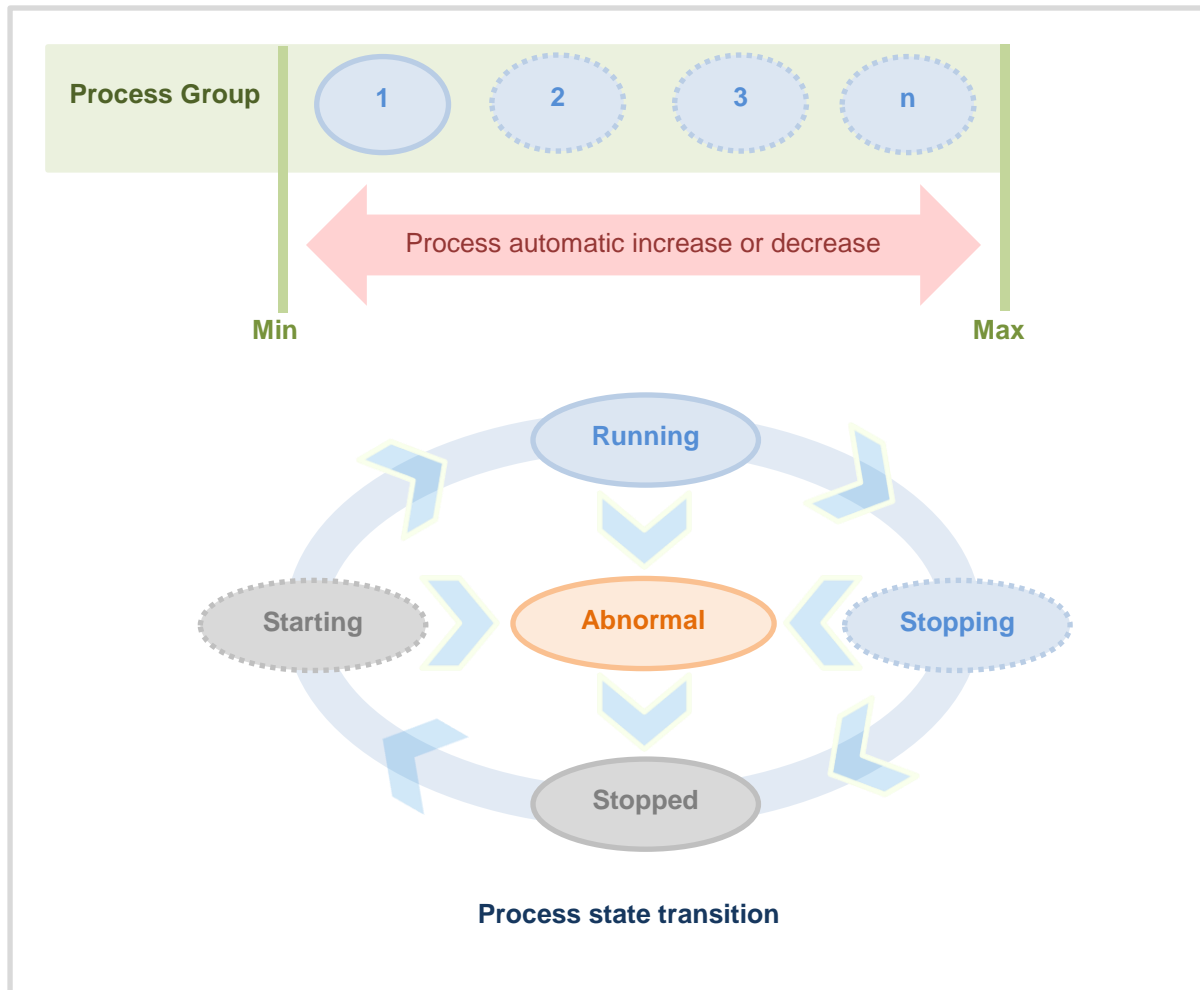 Process Group
1
2
3
n
Process automatic increase or decrease
Min
Max
Running
Starting
Abnormal
Stopping
Stopped
Process state transition